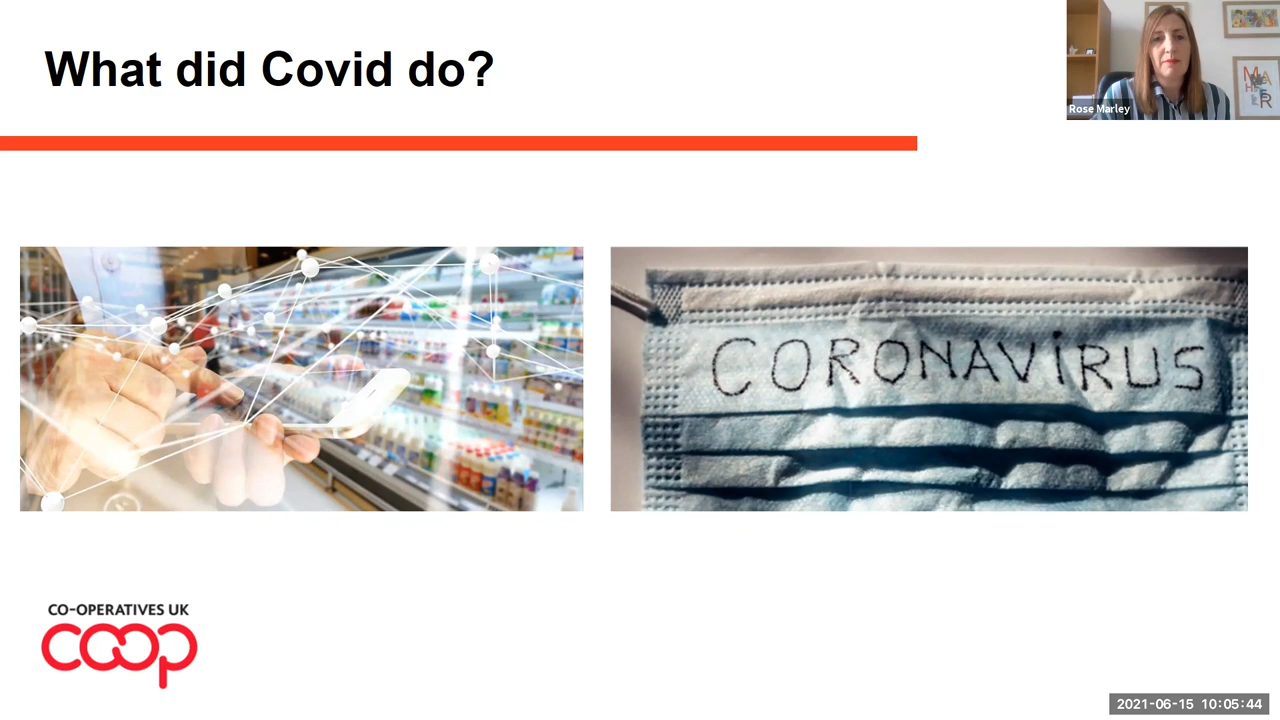 What did Covid do?
Rose Marley
CORONAViRUS
CO-OPERATIVES UK
coop
2021-06-15 10:05:44